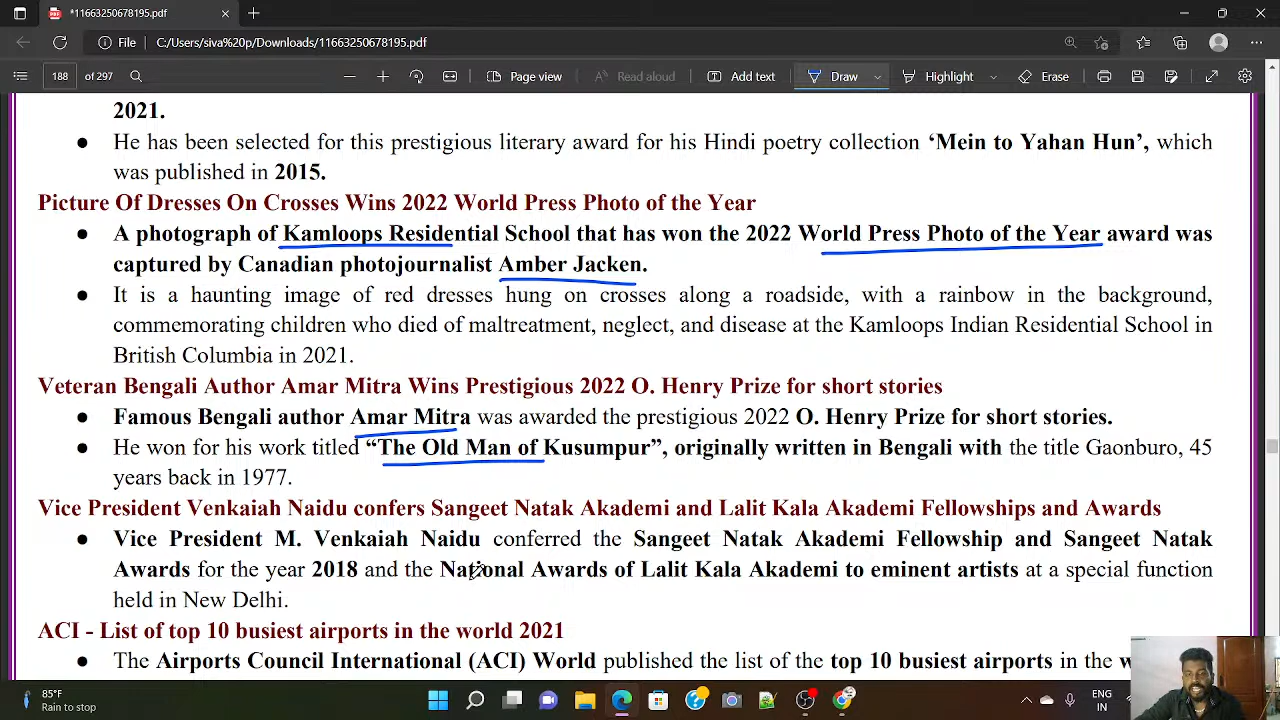 *11663250678195.pdf
File C:/Users/siva%20p/Downloads/11663250678195.pdf
188 of 297 Page view Read aloud Add text Draw Highlight Erase
2021.
● He has been selected for this prestigious literary award for his Hindi poetry collection ‘Mein to Yahan Hun’, which
was published in 2015.
Picture Of Dresses On Crosses Wins 2022 World Press Photo of the Year
● A photograph of Kamloops Residential School that has won the 2022 World Press Photo of the Year award was
captured by Canadian photojournalist Amber Jacken.
● It is a haunting image of red dresses hung on crosses along a roadside, with a rainbow in the background,
commemorating children who died of maltreatment, neglect, and disease at the Kamloops Indian Residential School in
British Columbia in 2021.
Veteran Bengali Author Amar Mitra Wins Prestigious 2022 O. Henry Prize for short stories
● Famous Bengali author Amar Mitra was awarded the prestigious 2022 O. Henry Prize for short stories.
● He won for his work titled “The Old Man of Kusumpur”, originally written in Bengali with the title Gaonburo, 45
years back in 1977.
Vice President Venkaiah Naidu confers Sangeet Natak Akademi and Lalit Kala Akademi Fellowships and Awards
● Vice President M. Venkaiah Naidu conferred the Sangeet Natak Akademi Fellowship and Sangeet Natak
Awards for the year 2018 and the National Awards of Lalit Kala Akademi to eminent artists at a special function
held in New Delhi.
ACI - List of top 10 busiest airports in the world 2021
● The Airports Council International (ACI) World published the list of the top 10 busiest airports in the
85°F
Rain to stop
ENG
IN